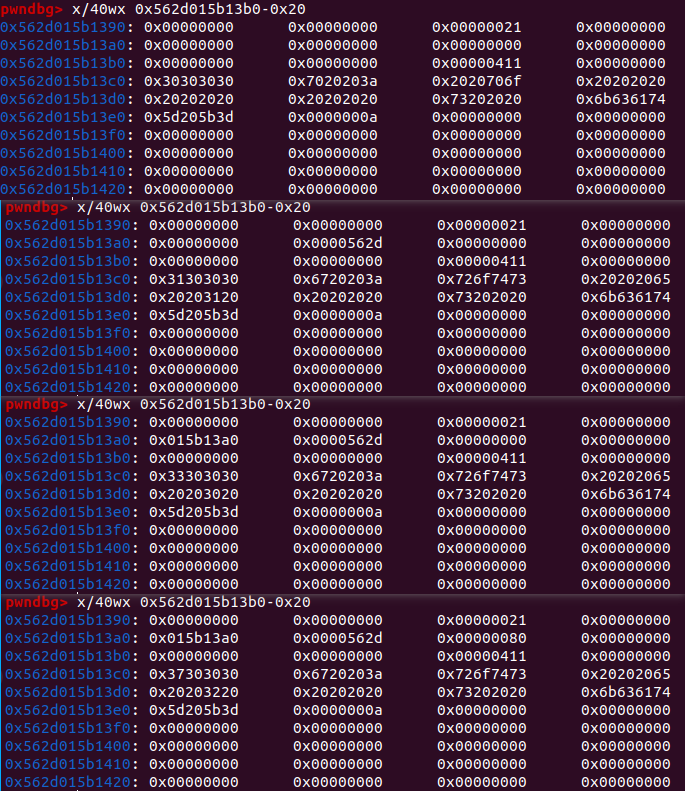 pwndbg> x/40wx 0x562d015b13b0-0x20
0x562d015b1390: 0x00000000 0x00000000 0x00000021 0x00000000
0x562d015b13a0: 0x00000000 0x00000000 0x00000000 0x00000000
0x562d015b13b0: 0x00000000 0x00000000 0x00000411 0x00000000
0x562d015b13c0: 0x30303030 0x7020203a 0x2020706f 0x20202020
0x562d015b13d0: 0x20202020 0x20202020 0x73202020 0x6b636174
0x562d015b13e0: 0x5d205b3d 0x0000000a 0x00000000 0x00000000
0x562d015b13f0: 0x00000000 0x00000000 0x00000000 0x00000000
0x562d015b1400: 0x00000000 0x00000000 0x00000000 0x00000000
0x562d015b1410: 0x00000000 0x00000000 0x00000000 0x00000000
0x562d015b1420: 0x00000000 0x00000000 0x00000000 0x00000000
pwndbg> x/40wx 0x562d015b13b0-0x20
0x562d015b1390: 0x00000000 0x00000000 0x00000021 0x00000000
0x562d015b13a0: 0x00000000 0x0000562d 0x00000000 0x00000000
0x562d015b13b0: 0x00000000 0x00000000 0x00000411 0x00000000
0x562d015b13c0: 0x31303030 0x6720203a 0x726f7473 0x20202065
0x562d015b13d0: 0x20203120 0x20202020 0x73202020 0x6b636174
0x562d015b13e0: 0x5d205b3d 0x0000000a 0x00000000 0x00000000
0x562d015b13f0: 0x00000000 0x00000000 0x00000000 0x00000000
0x562d015b1400: 0x00000000 0x00000000 0x00000000 0x00000000
0x562d015b1410: 0x00000000 0x00000000 0x00000000 0x00000000
0x562d015b1420: 0x00000000 0x00000000 0x00000000 0x00000000
pwndbg> x/40wx 0x562d015b13b0-0x20
0x562d015b1390: 0x00000000 0x00000000 0x00000021 0x00000000
0x562d015b13a0: 0x015b13a0 0x0000562d 0x00000000 0x00000000
0x562d015b13b0: 0x00000000 0x00000000 0x00000411 0x00000000
0x562d015b13c0: 0x33303030 0x6720203a 0x726f7473 0x20202065
0x562d015b13d0: 0x20203020 0x20202020 0x73202020 0x6b636174
0x562d015b13e0: 0x5d205b3d 0x0000000a 0x00000000 0x00000000
0x562d015b13f0: 0x00000000 0x00000000 0x00000000 0x00000000
0x562d015b1400: 0x00000000 0x00000000 0x00000000 0x00000000
0x562d015b1410: 0x00000000 0x00000000 0x00000000 0x00000000
0x562d015b1420: 0x00000000 0x00000000 0x00000000 0x00000000
pwndbg> x/40wx 0x562d015b13b0-0x20
0x562d015b1390: 0x00000000 0x00000000 0x00000021 0x00000000
0x562d015b13a0: 0x015b13a0 0x0000562d 0x00000080 0x00000000
0x562d015b13b0: 0x00000000 0x00000000 0x00000411 0x00000000
0x562d015b13c0: 0x37303030 0x6720203a 0x726f7473 0x20202065
0x562d015b13d0: 0x20203220 0x20202020 0x73202020 0x6b636174
0x562d015b13e0: 0x5d205b3d 0x0000000a 0x00000000 0x00000000
0x562d015b13f0: 0x00000000 0x00000000 0x00000000 0x00000000
0x562d015b1400: 0x00000000 0x00000000 0x00000000 0x00000000
0x562d015b1410: 0x00000000 0x00000000 0x00000000 0x00000000
0x562d015b1420: 0x00000000 0x00000000 0x00000000 0x00000000